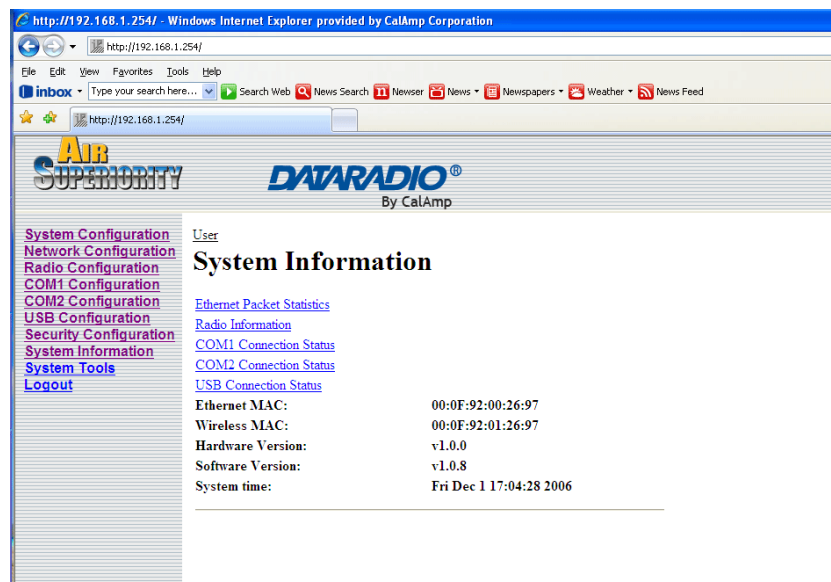 http://192.168.1.254/ - Windows Internet Explorer provided by CalAmp Corporation
http://192.168.1.254/
File Edit View Favorites Tools Help
inbox Type your search here... Search Web News Search Newser News Newspapers Weather News Feed
http://192.168.1.254/
AIR SUPERIORITY
DATARADIO®
By CalAmp
System Configuration
Network Configuration
Radio Configuration
COM1 Configuration
COM2 Configuration
USB Configuration
Security Configuration
System Information
System Tools
Logout
User
System Information
Ethernet Packet Statistics
Radio Information
COM1 Connection Status
COM2 Connection Status
USB Connection Status
Ethernet MAC: 00:0F:92:00:26:97
Wireless MAC: 00:0F:92:01:26:97
Hardware Version: v1.0.0
Software Version: v1.0.8
System time: Fri Dec 1 17:04:28 2006